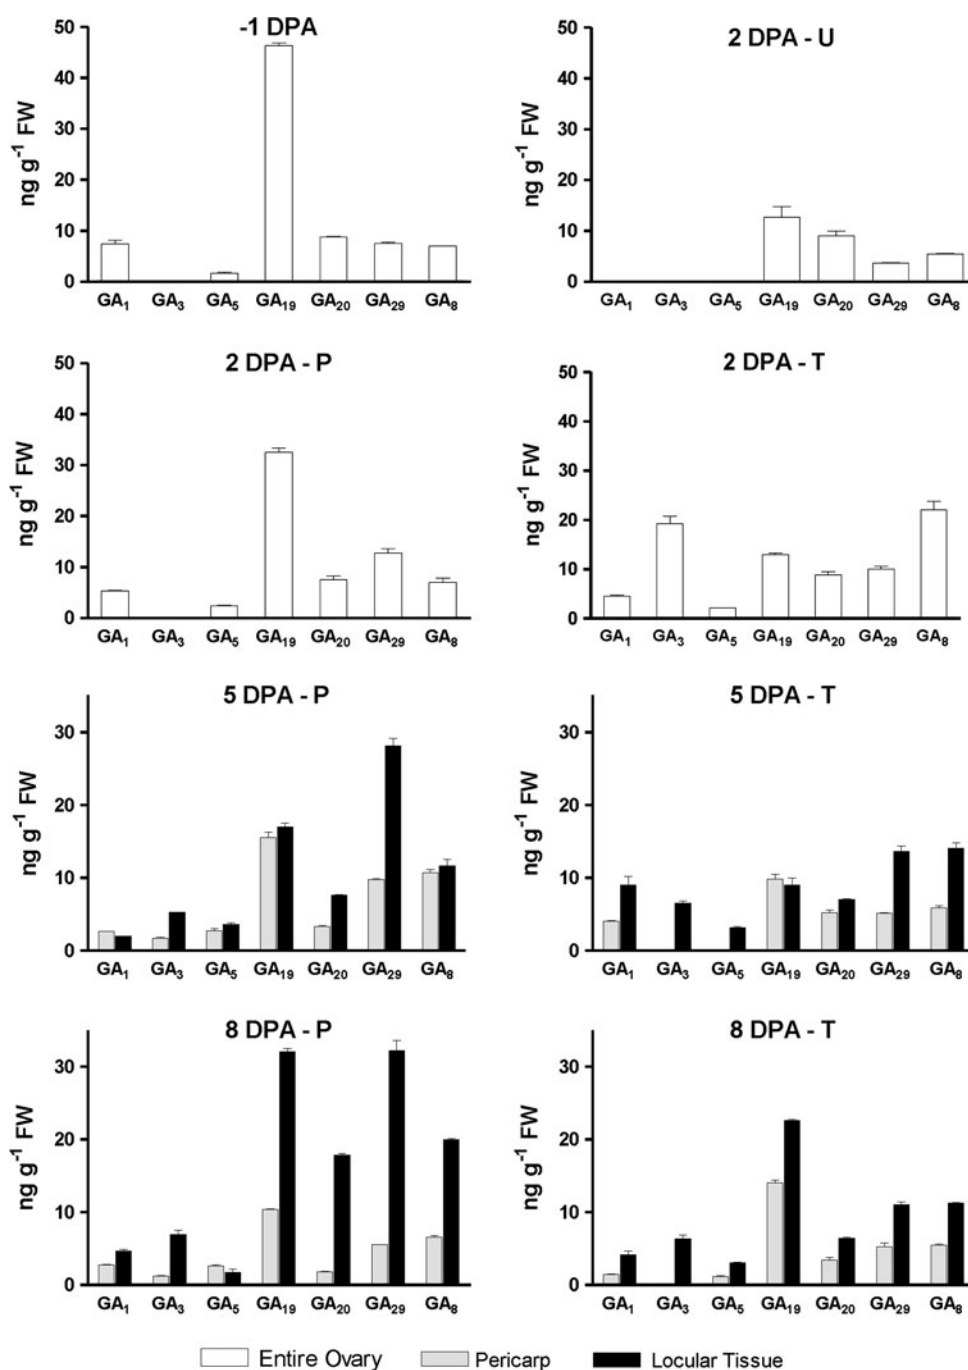 -1 DPA
ng g⁻¹ FW
50
40
30
20
10
0
GA₁ GA₃ GA₅ GA₁₉ GA₂₀ GA₂₉ GA₈
2 DPA - U
ng g⁻¹ FW
50
40
30
20
10
0
GA₁ GA₃ GA₅ GA₁₉ GA₂₀ GA₂₉ GA₈
2 DPA - P
ng g⁻¹ FW
50
40
30
20
10
0
GA₁ GA₃ GA₅ GA₁₉ GA₂₀ GA₂₉ GA₈
2 DPA - T
ng g⁻¹ FW
50
40
30
20
10
0
GA₁ GA₃ GA₅ GA₁₉ GA₂₀ GA₂₉ GA₈
5 DPA - P
ng g⁻¹ FW
30
20
10
0
GA₁ GA₃ GA₅ GA₁₉ GA₂₀ GA₂₉ GA₈
5 DPA - T
ng g⁻¹ FW
30
20
10
0
GA₁ GA₃ GA₅ GA₁₉ GA₂₀ GA₂₉ GA₈
8 DPA - P
ng g⁻¹ FW
30
20
10
0
GA₁ GA₃ GA₅ GA₁₉ GA₂₀ GA₂₉ GA₈
8 DPA - T
ng g⁻¹ FW
30
20
10
0
GA₁ GA₃ GA₅ GA₁₉ GA₂₀ GA₂₉ GA₈
Entire Ovary Pericarp Locular Tissue